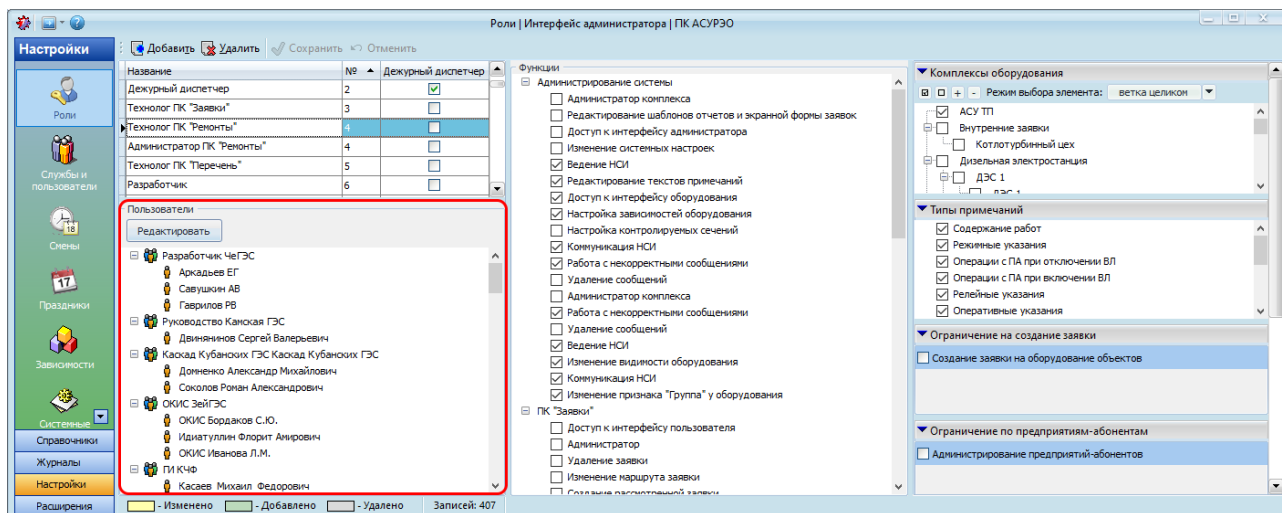 Роли | Интерфейс администратора | ПК АСУРЭО
Настройки
Добавить Удалить Сохранить Отменить
Роли
Службы и
пользователи
Смены
Праздники
Зависимости
Системные
Справочники
Журналы
Настройки
Расширения
Название № Дежурный диспетчер
Дежурный диспетчер 2
Технолог ПК "Заявки" 3
Технолог ПК "Ремонты" 4
Администратор ПК "Ремонты" 4
Технолог ПК "Перечень" 5
Разработчик 6
Пользователи
Редактировать
Разработчик ЧеГЭС
Аркадьев ЕГ
Савушкин АВ
Гаврилов РВ
Руководство Канская ГЭС
Двинянинов Сергей Валерьевич
Каскад Кубанских ГЭС Каскад Кубанских ГЭС
Домненко Александр Михайлович
Соколов Роман Александрович
ОКИС ЗейГЭС
ОКИС Бордаков С.Ю.
Идиатуллин Флорит Амирович
ОКИС Иванова Л.М.
ГИ КЧФ
Касаев Михаил Федорович
- Изменено - Добавлено - Удалено Записей: 407
Функции
Администрирование системы
Администратор комплекса
Редактирование шаблонов отчетов и экранной формы заявок
Доступ к интерфейсу администратора
Изменение системных настроек
Ведение НСИ
Редактирование текстов примечаний
Доступ к интерфейсу оборудования
Настройка зависимостей оборудования
Настройка контролируемых сечений
Коммуникация НСИ
Работа с некорректными сообщениями
Удаление сообщений
Администратор комплекса
Работа с некорректными сообщениями
Удаление сообщений
Ведение НСИ
Изменение видимости оборудования
Коммуникация НСИ
Изменение признака "Группа" у оборудования
ПК "Заявки"
Доступ к интерфейсу пользователя
Администратор
Удаление заявки
Изменение маршрута заявки
Создание рассмотренной заявки
Комплексы оборудования
Режим выбора элемента: ветка целиком
АСУ ТП
Внутренние заявки
Котлотурбинный цех
Дизельная электростанция
ДЭС 1
ДЭС 1
Типы примечаний
Содержание работ
Режимные указания
Операции с ПА при отключении ВЛ
Операции с ПА при включении ВЛ
Релейные указания
Оперативные указания
Ограничение на создание заявки
Создание заявки на оборудование объектов
Ограничение по предприятиям-абонентам
Администрирование предприятий-абонентов